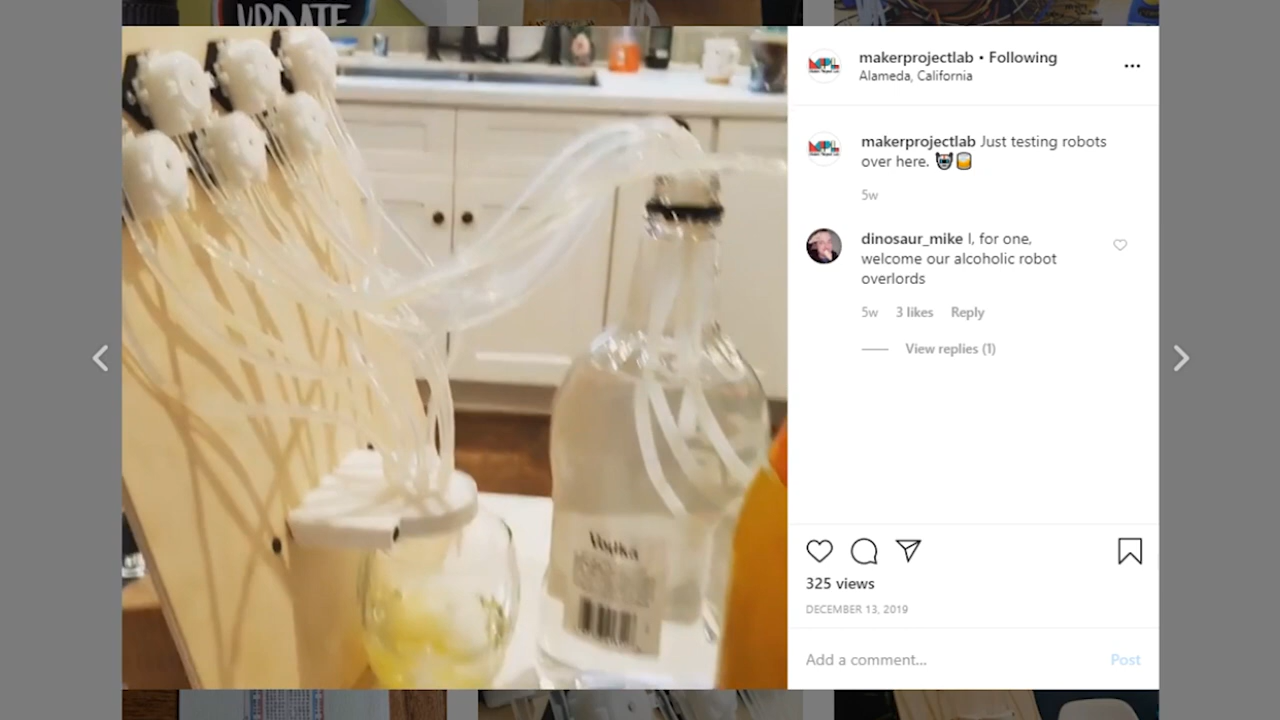 UPDATE
makerprojectlab • Following
Alameda, California
makerprojectlab Just testing robots
over here. 🤖🥃
5w
dinosaur_mike I, for one,
welcome our alcoholic robot
overlords
5w 3 likes Reply
View replies (1)
Vodka
325 views
DECEMBER 13, 2019
Add a comment... Post